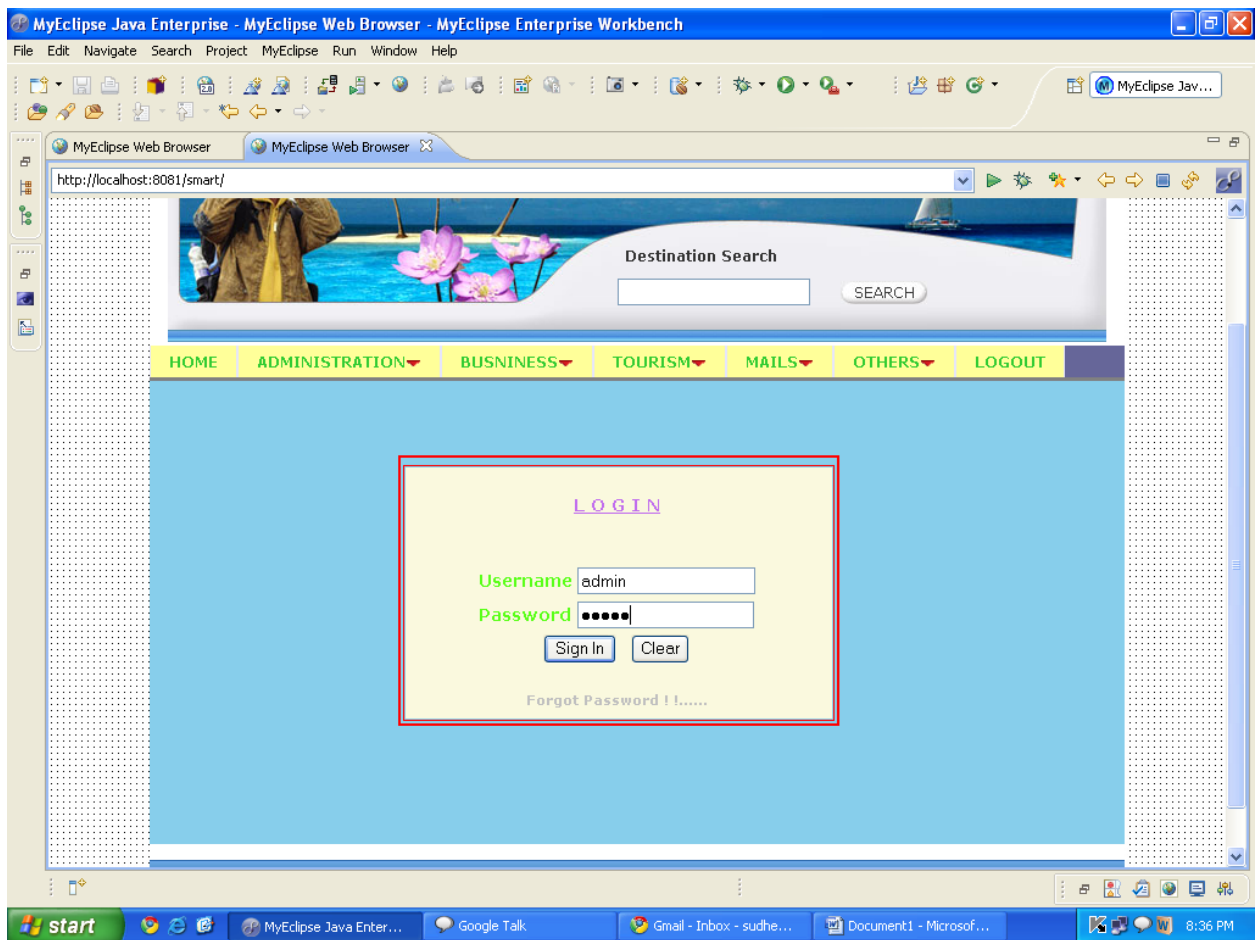 MyEclipse Java Enterprise - MyEclipse Web Browser - MyEclipse Enterprise Workbench
File Edit Navigate Search Project MyEclipse Run Window Help
MyEclipse Jav...
MyEclipse Web Browser
MyEclipse Web Browser
http://localhost:8081/smart/
Destination Search
SEARCH
HOME ADMINISTRATION BUSNINESS TOURISM MAILS OTHERS LOGOUT
L O G I N
Username admin
Password •••••
Sign In Clear
Forgot Password ! !......
start MyEclipse Java Enter... Google Talk Gmail - Inbox - sudhe... Document1 - Microsof... 8:36 PM